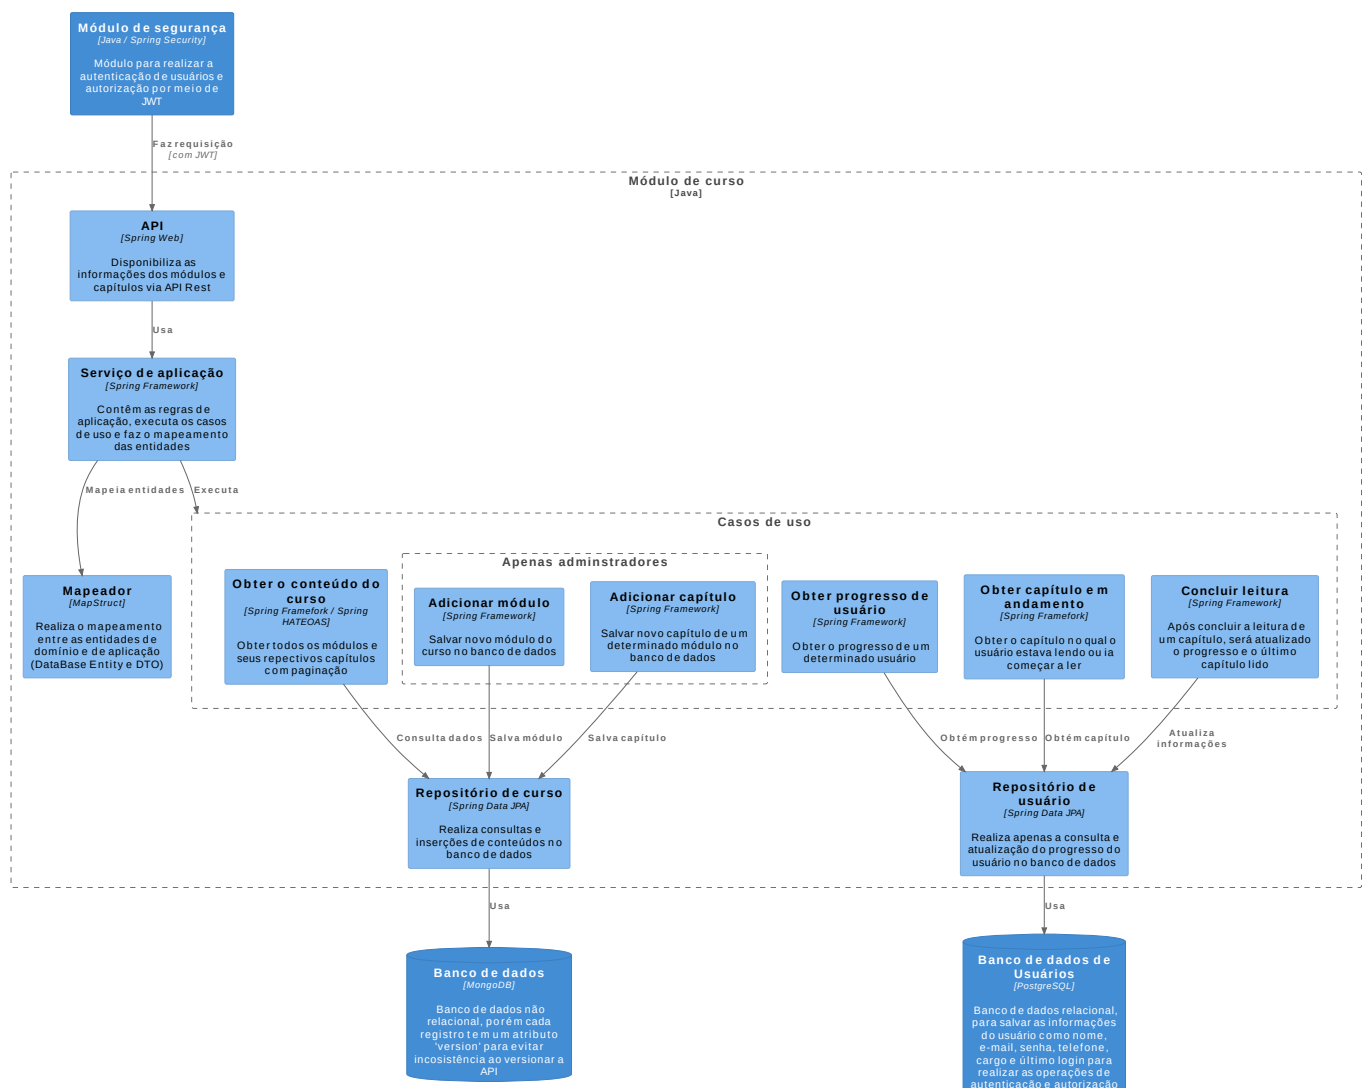 Módulo de segurança
[Java / Spring Security]
Módulo para realizar a
autenticação de usuários e
autorização por meio de
JWT
Faz requisição
[com JWT]
Módulo de curso
[Java]
API
[Spring Web]
Disponibiliza as
informações dos módulos e
capítulos via API Rest
Usa
Serviço de aplicação
[Spring Framework]
Contêm as regras de
aplicação, executa os casos
de uso e faz o mapeamento
das entidades
Mapeia entidades
Executa
Casos de uso
Mapeador
[MapStruct]
Realiza o mapeamento
entre as entidades de
domínio e de aplicação
(DataBase Entity e DTO)
Obter o conteúdo do
curso
[Spring Framefork / Spring
HATEOAS]
Obter todos os módulos e
seus repectivos capítulos
com paginação
Apenas adminstradores
Adicionar módulo
[Spring Framework]
Salvar novo módulo do
curso no banco de dados
Adicionar capítulo
[Spring Framework]
Salvar novo capítulo de um
determinado módulo no
banco de dados
Obter progresso de
usuário
[Spring Framework]
Obter o progresso de um
determinado usuário
Obter capítulo em
andamento
[Spring Framefork]
Obter o capítulo no qual o
usuário estava lendo ou ia
começar a ler
Concluir leitura
[Spring Framework]
Após concluir a leitura de
um capítulo, será atualizado
o progresso e o último
capítulo lido
Consulta dados
Salva módulo
Salva capítulo
Obtém progresso
Obtém capítulo
Atualiza
informações
Repositório de curso
[Spring Data JPA]
Realiza consultas e
inserções de conteúdos no
banco de dados
Repositório de
usuário
[Spring Data JPA]
Realiza apenas a consulta e
atualização do progresso do
usuário no banco de dados
Usa
Usa
Banco de dados
[MongoDB]
Banco de dados não
relacional, porém cada
registro tem um atributo
'version' para evitar
incosistência ao versionar a
API
Banco de dados de
Usuários
[PostgreSQL]
Banco de dados relacional,
para salvar as informações
do usuário como nome,
e-mail, senha, telefone,
cargo e último login para
realizar as operações de
autenticação e autorização